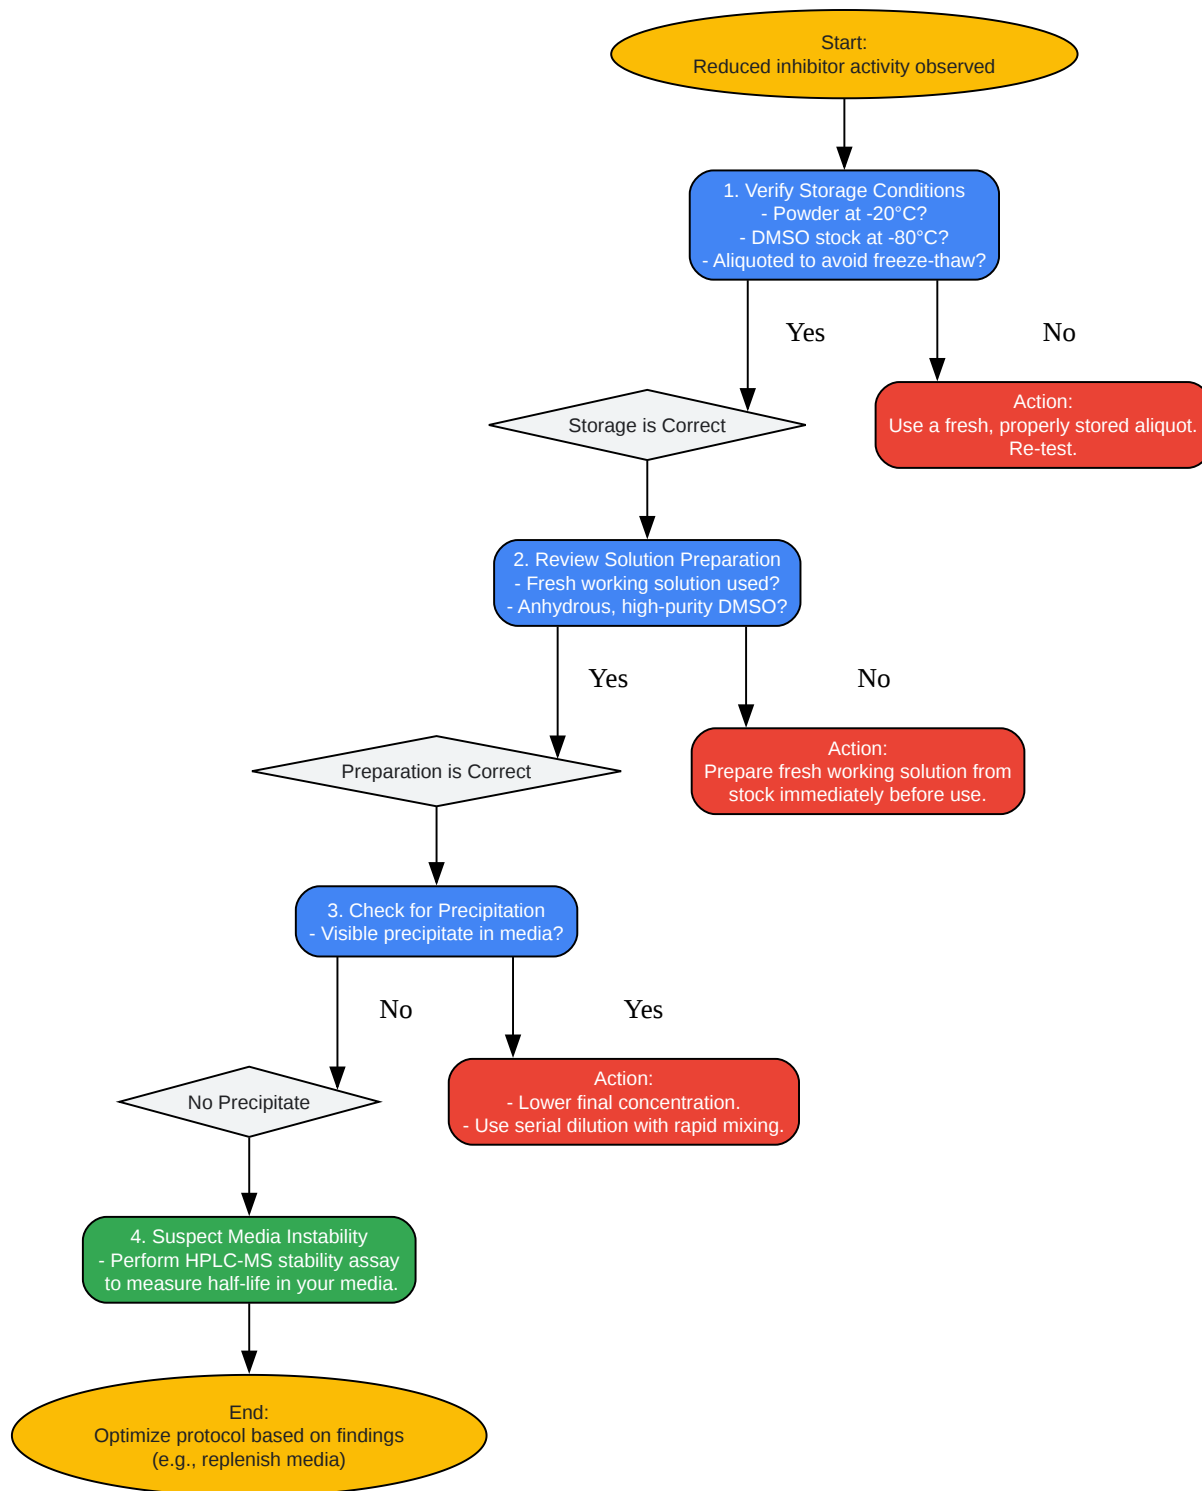 Start:
Reduced inhibitor activity observed
1. Verify Storage Conditions
- Powder at -20°C?
- DMSO stock at -80°C?
- Aliquoted to avoid freeze-thaw?
Yes
No
Action:
Use a fresh, properly stored aliquot.
Re-test.
Storage is Correct
2. Review Solution Preparation
- Fresh working solution used?
- Anhydrous, high-purity DMSO?
Yes
No
Action:
Prepare fresh working solution from
stock immediately before use.
Preparation is Correct
3. Check for Precipitation
- Visible precipitate in media?
No
Yes
Action:
- Lower final concentration.
- Use serial dilution with rapid mixing.
No Precipitate
4. Suspect Media Instability
- Perform HPLC-MS stability assay
to measure half-life in your media.
End:
Optimize protocol based on findings
(e.g., replenish media)